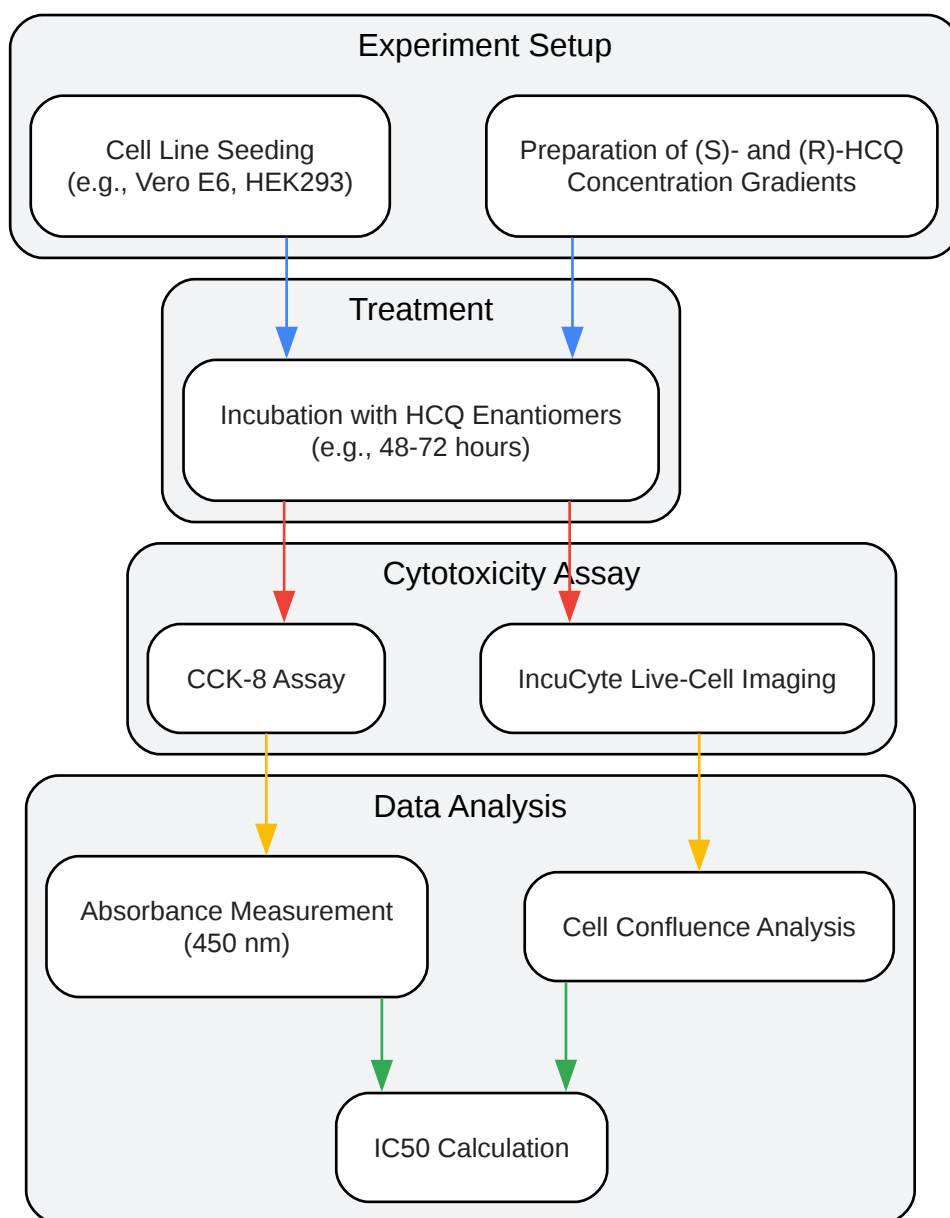 Experiment Setup
Cell Line Seeding
(e.g., Vero E6, HEK293)
Preparation of (S)- and (R)-HCQ
Concentration Gradients
Treatment
Incubation with HCQ Enantiomers
(e.g., 48-72 hours)
Cytotoxicity Assay
CCK-8 Assay
IncuCyte Live-Cell Imaging
Data Analysis
Absorbance Measurement
(450 nm)
Cell Confluence Analysis
IC50 Calculation